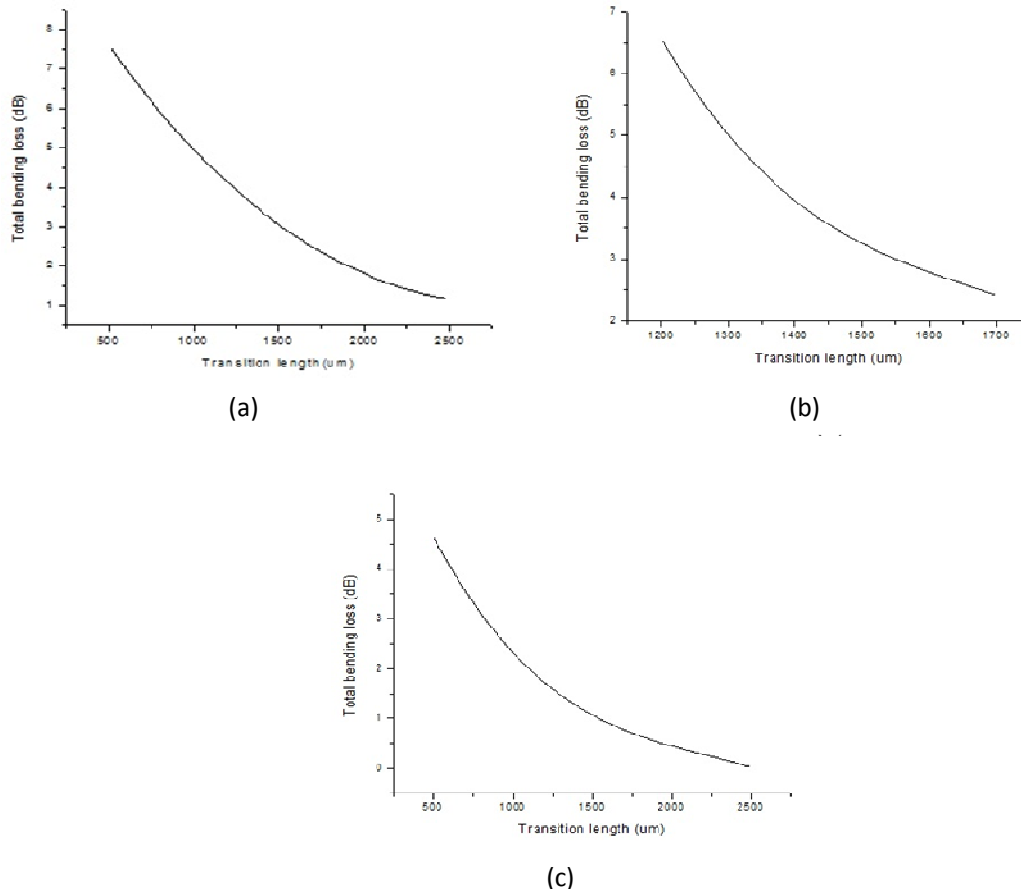 8
7
6
5
4
3
2
1
Total bending loss (dB)
500 1000 1500 2000 2500
Transition length (um)
(a)
7
6
5
4
3
2
Total bending loss (dB)
1200 1300 1400 1500 1600 1700
Transition length (um)
(b)
5
4
3
2
1
0
Total bending loss (dB)
500 1000 1500 2000 2500
Transition length (um)
(c)